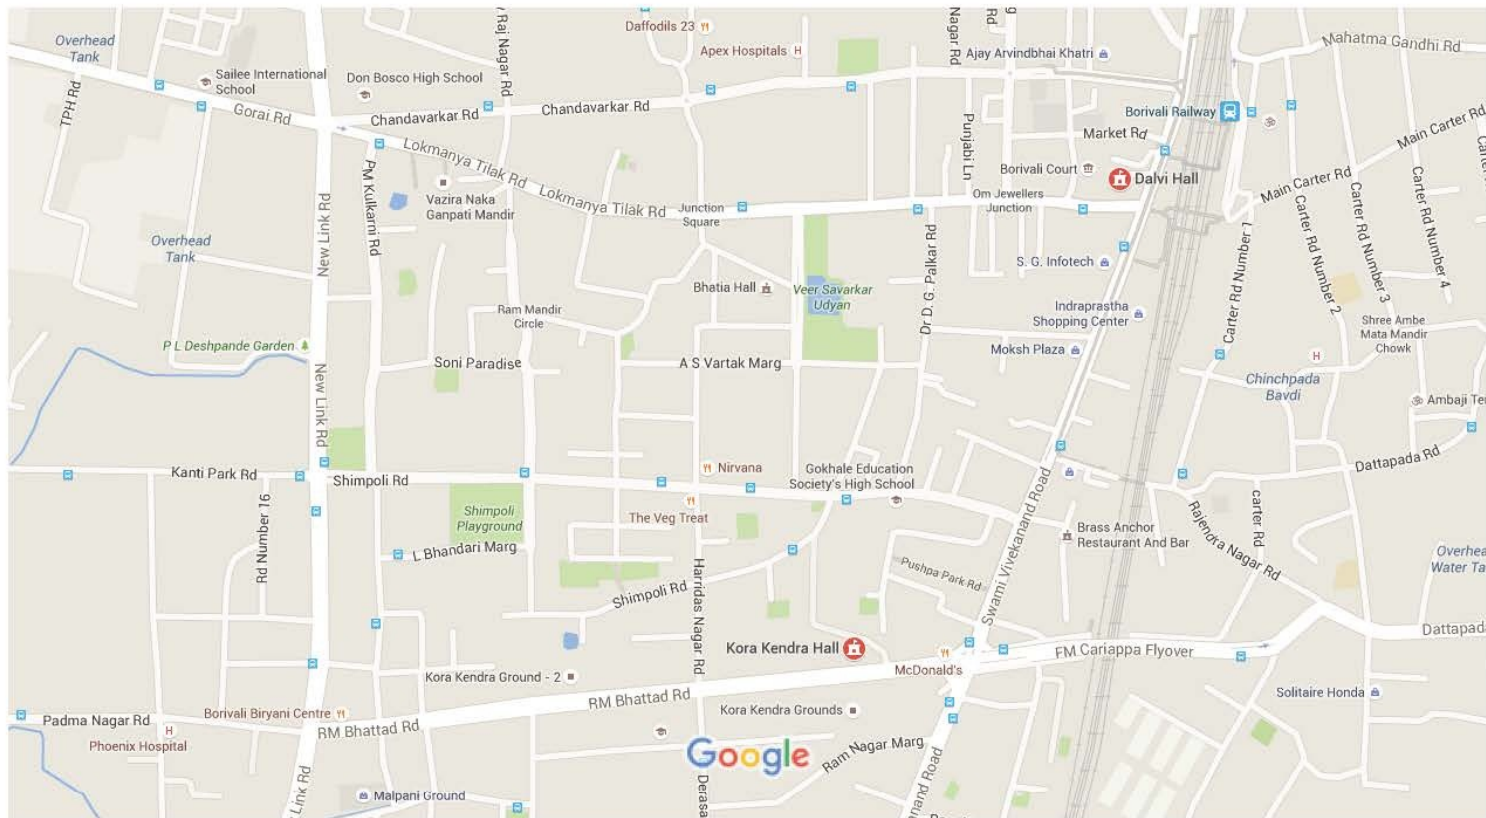 Daffodils 23
Apex Hospitals
Raj Nagar Rd
Nagar Rd
Rd
Ajay Arvindbhai Khatri
Mahatma Gandhi Rd
Overhead
Tank
Sailee International
School
Don Bosco High School
TPH Rd
Gorai Rd
Chandavarkar Rd
Chandavarkar Rd
Borivali Railway
Market Rd
Punjabi Ln
Main Carter Rd
Lokmanya Tilak Rd
Borivali Court
Dalvi Hall
Main Carter Rd
PM Kulkarni Rd
Vazira Naka
Ganpati Mandir
Lokmanya Tilak Rd
Junction
Square
Om Jewellers
Junction
New Link Rd
Overhead
Tank
Dr D. G. Palkar Rd
Carter Rd Number 1
Carter Rd Number 2
Carter Rd Number 3
Carter Rd Number 4
S. G. Infotech
Bhatia Hall
Veer Savarkar
Udyan
Ram Mandir
Circle
Indraprastha
Shopping Center
Shree Ambe
Mata Mandir
Chowk
P L Deshpande Garden
Moksh Plaza
Soni Paradise
A S Vartak Marg
New Link Rd
Chinchpada
Bavdi
Ambaji Te
Dattapada Rd
Kanti Park Rd
Shimpoli Rd
Nirvana
Gokhale Education
Society's High School
Swami Vivekanand Road
Rd Number 16
Shimpoli
Playground
The Veg Treat
carter Rd
Rajendra Nagar Rd
Brass Anchor
Restaurant And Bar
L Bhandari Marg
Harridas Nagar Rd
Pushpa Park Rd
Overhea
Water Ta
Shimpoli Rd
Dattapada
Kora Kendra Hall
FM Cariappa Flyover
McDonald's
Kora Kendra Ground - 2
RM Bhattad Rd
Solitaire Honda
Borivali Biryani Centre
Padma Nagar Rd
RM Bhattad Rd
Kora Kendra Grounds
Phoenix Hospital
Google
Ram Nagar Marg
Link Rd
Malpani Ground
Derasa
nand Road